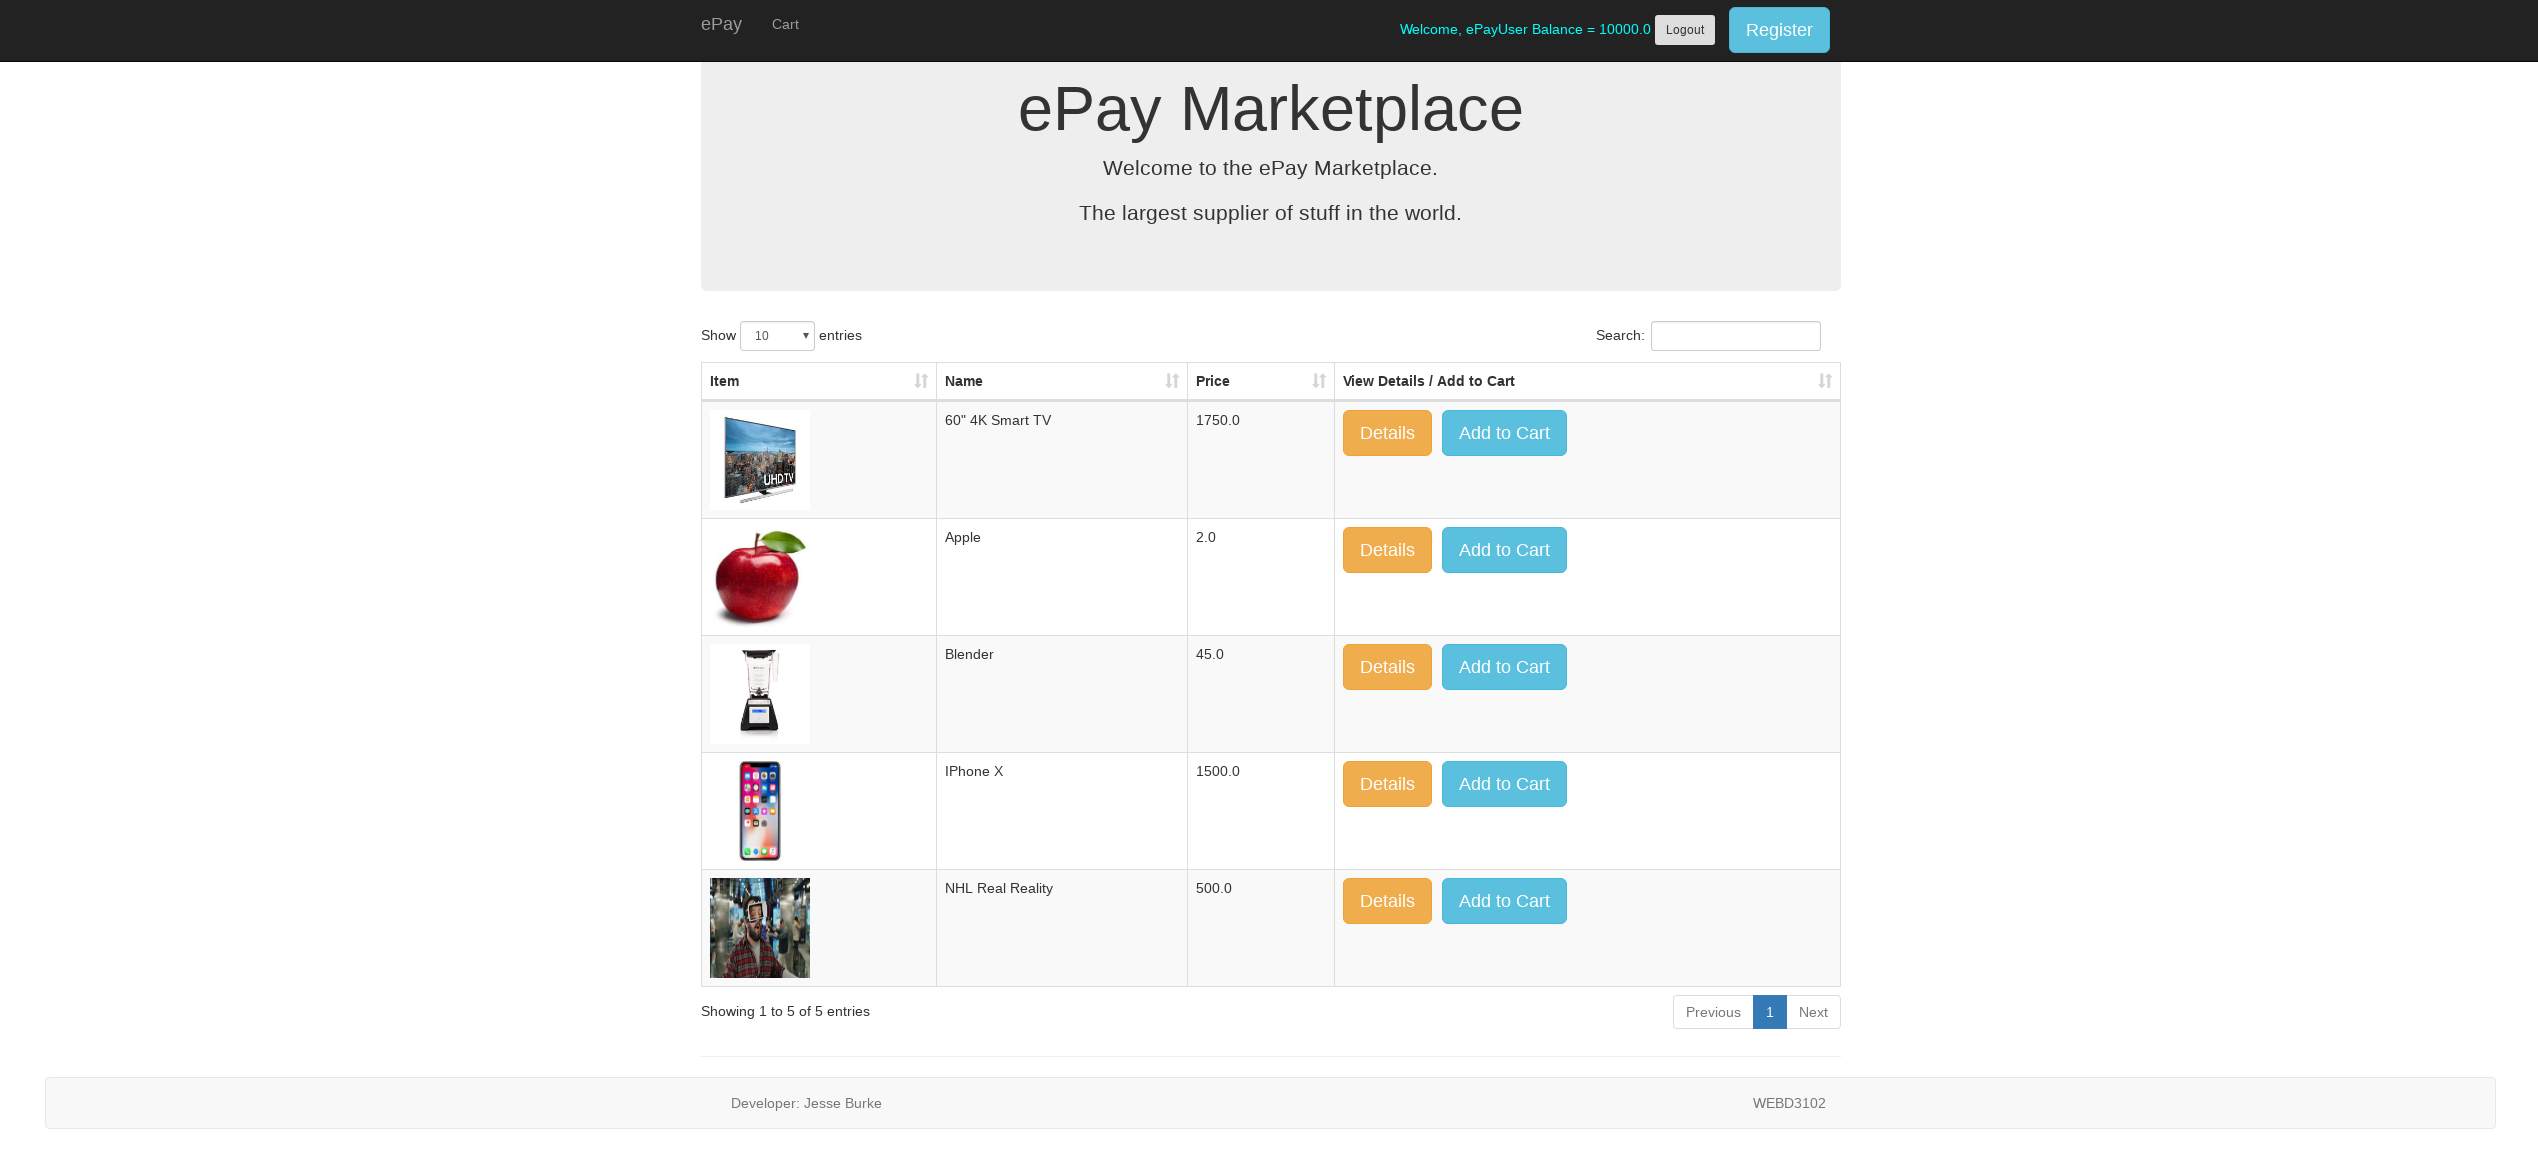 ePay Cart Welcome, ePayUser Balance = 10000.0 Logout Register
ePay Marketplace
Welcome to the ePay Marketplace.
The largest supplier of stuff in the world.
Show 10 entries Search:
Item Name Price View Details / Add to Cart
60" 4K Smart TV 1750.0 Details Add to Cart
UHD TV
Apple 2.0 Details Add to Cart
Blender 45.0 Details Add to Cart
IPhone X 1500.0 Details Add to Cart
NHL Real Reality 500.0 Details Add to Cart
Showing 1 to 5 of 5 entries Previous 1 Next
Developer: Jesse Burke WEBD3102